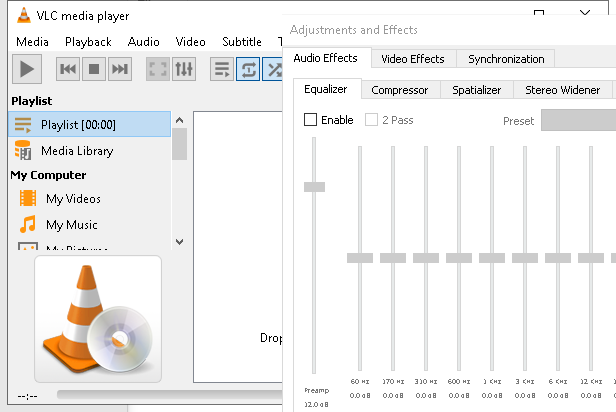 VLC media player
Media Playback Audio Video Subtitle
Playlist
Playlist [00:00]
Media Library
My Computer
My Videos
My Music
My Pictures
Drop
--:--
Adjustments and Effects
Audio Effects Video Effects Synchronization
Equalizer Compressor Spatializer Stereo Widener
Enable 2 Pass Preset
Preamp 60 Hz 170 Hz 310 Hz 600 Hz 1 KHz 3 KHz 6 KHz 12 KHz
12.0 dB 0.0 dB 0.0 dB 0.0 dB 0.0 dB 0.0 dB 0.0 dB 0.0 dB 0.0 dB